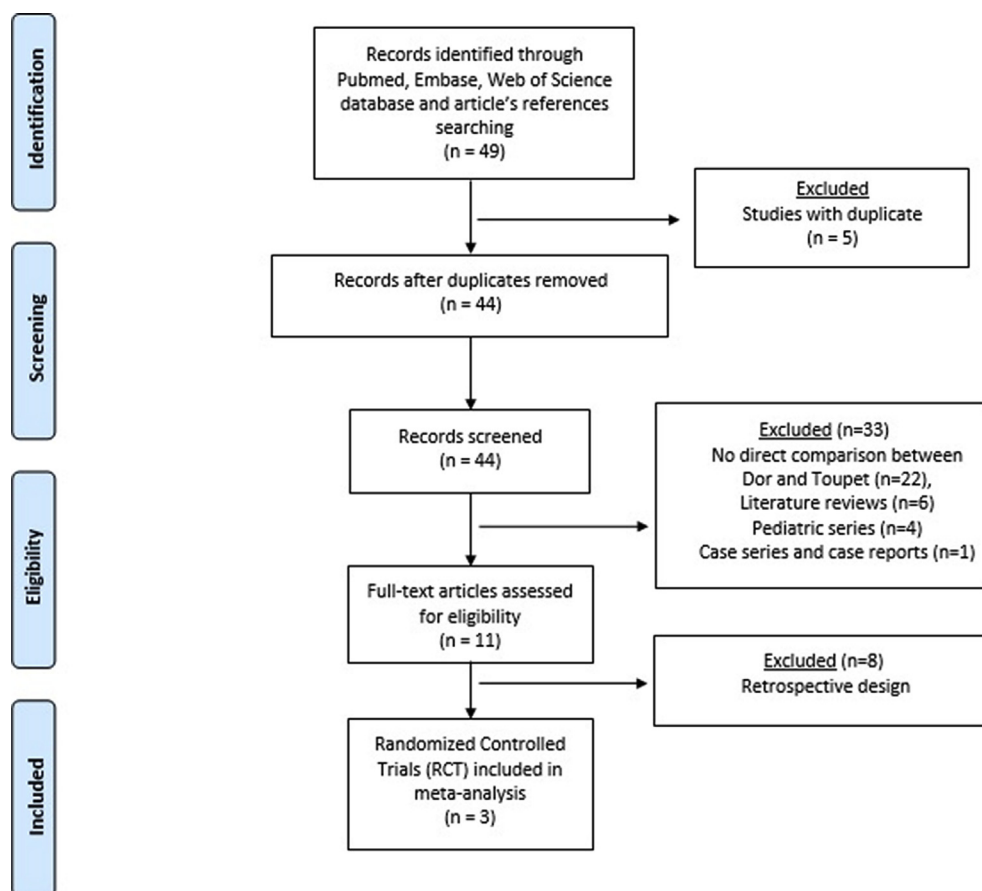 Identification
Records identified through
Pubmed, Embase, Web of Science
database and article's references
searching
(n = 49)
Excluded
Studies with duplicate
(n = 5)
Screening
Records after duplicates removed
(n = 44)
Records screened
(n = 44)
Excluded (n=33)
No direct comparison between
Dor and Toupet (n=22),
Literature reviews (n=6)
Pediatric series (n=4)
Case series and case reports (n=1)
Eligibility
Full-text articles assessed
for eligibility
(n = 11)
Excluded (n=8)
Retrospective design
Included
Randomized Controlled
Trials (RCT) included in
meta-analysis
(n = 3)